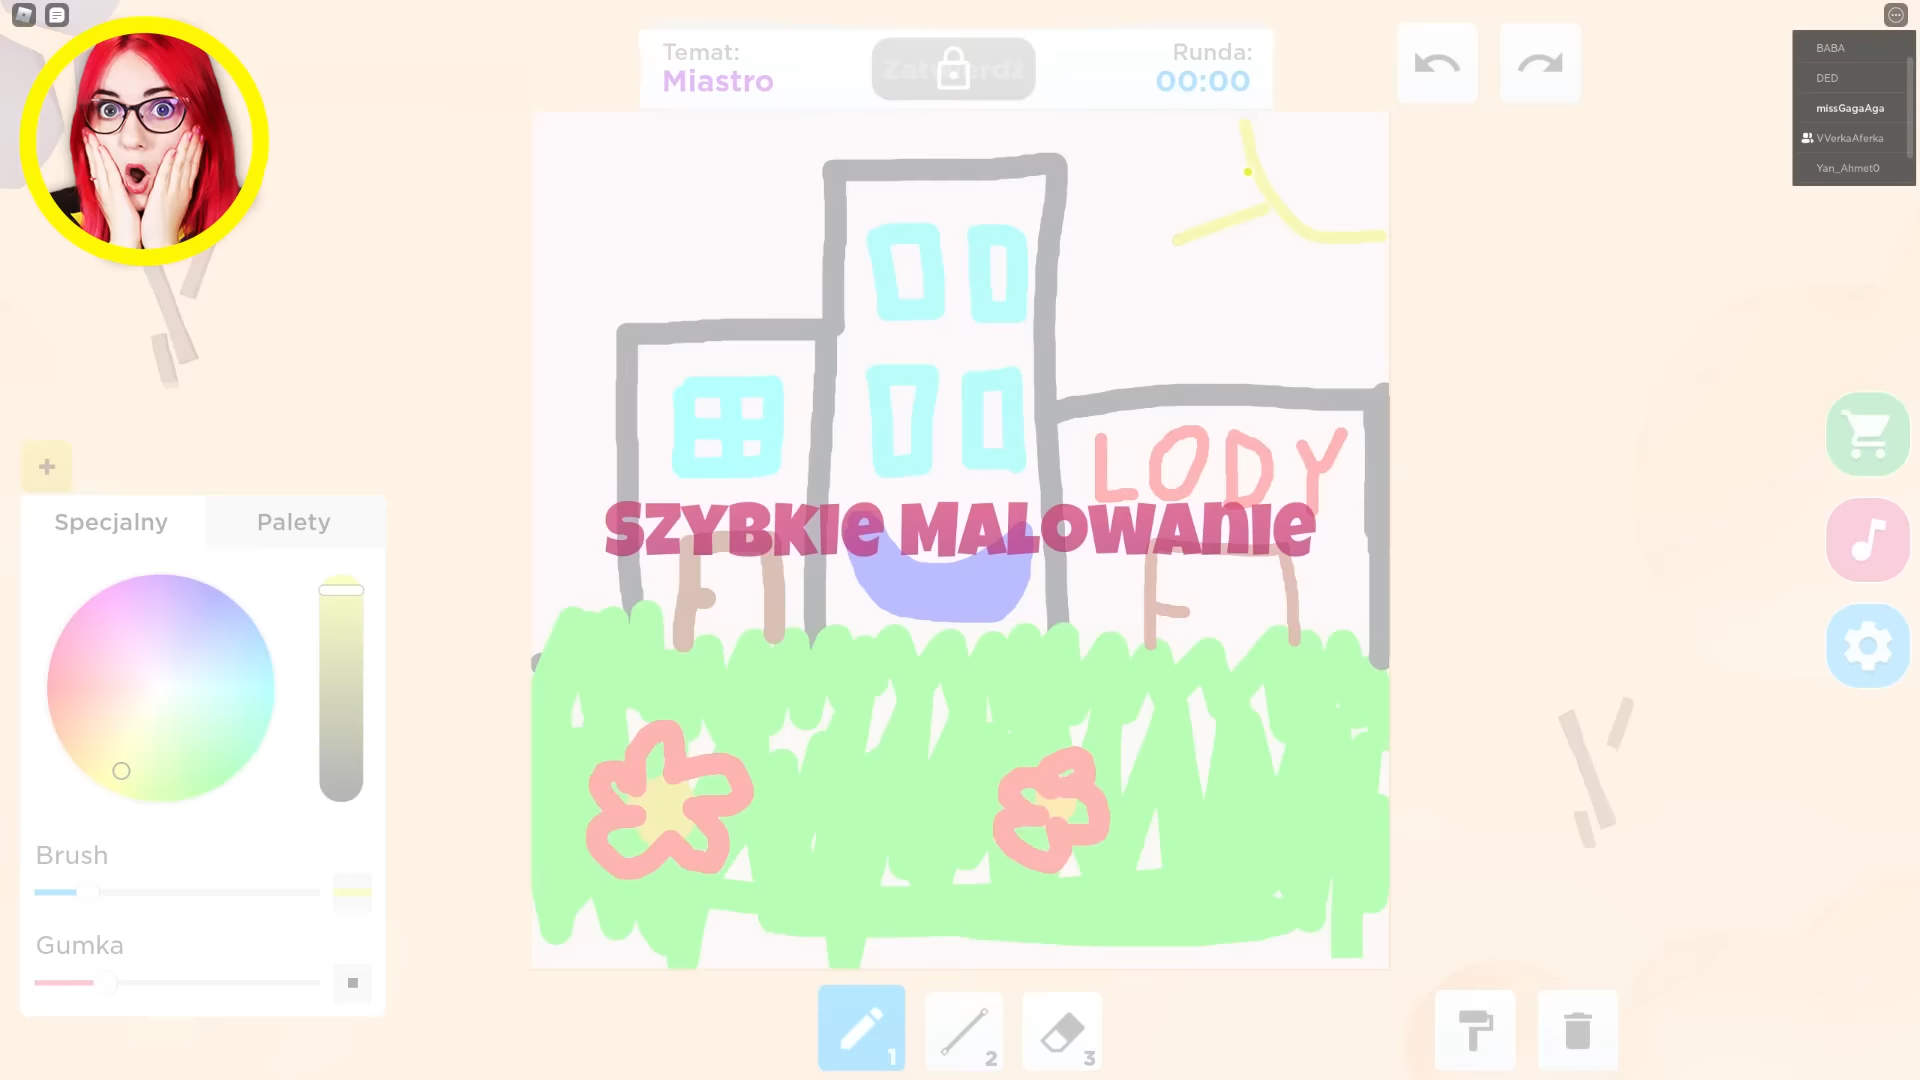 Temat:
Miastro
Zatwierdź
Runda:
00:00
BABA
DED
missGagaAga
VVerkaAferka
Yan_Ahmet0
LODY
SZYBKIE MALOWANIE
Specjalny
Palety
Brush
Gumka
1
2
3